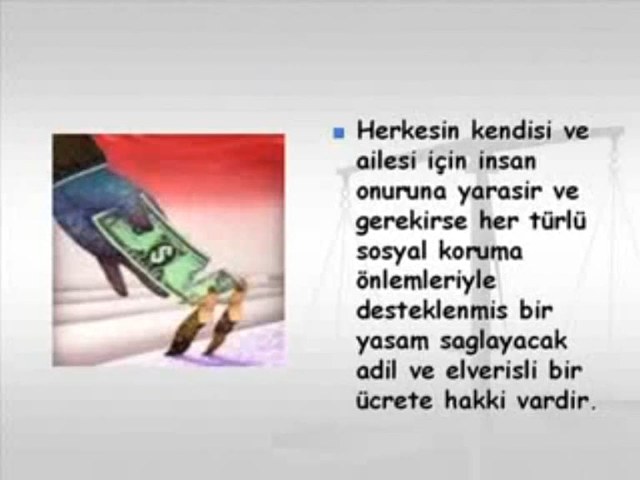 Herkesin kendisi ve
ailesi için insan
onuruna yarasir ve
gerekirse her türlü
sosyal koruma
önlemleriyle
desteklenmis bir
yasam saglayacak
adil ve elverisli bir
ücrete hakki vardir.
$